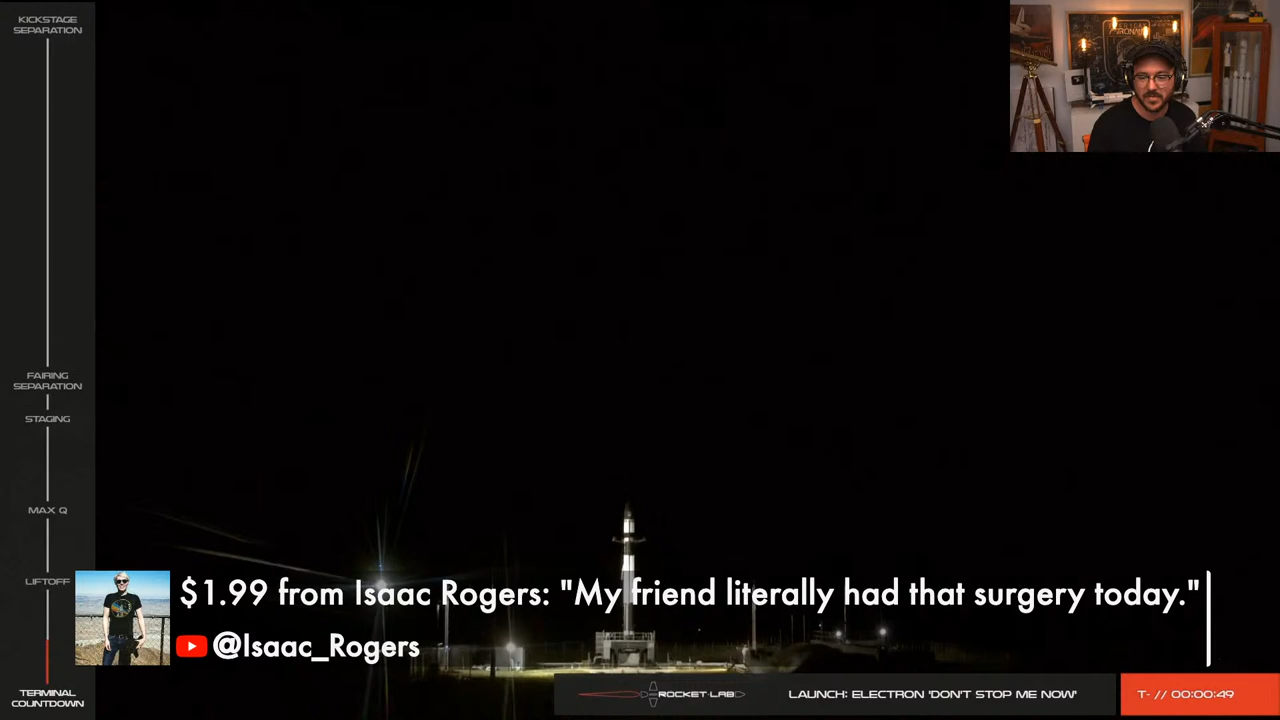 KICKSTAGE
SEPARATION
FAIRING
SEPARATION
STAGING
MAX Q
LIFTOFF
TERMINAL
COUNTDOWN
$1.99 from Isaac Rogers: "My friend literally had that surgery today."
@Isaac_Rogers
ROCKET LAB
LAUNCH: ELECTRON 'DON'T STOP ME NOW'
T- // 00:00:49